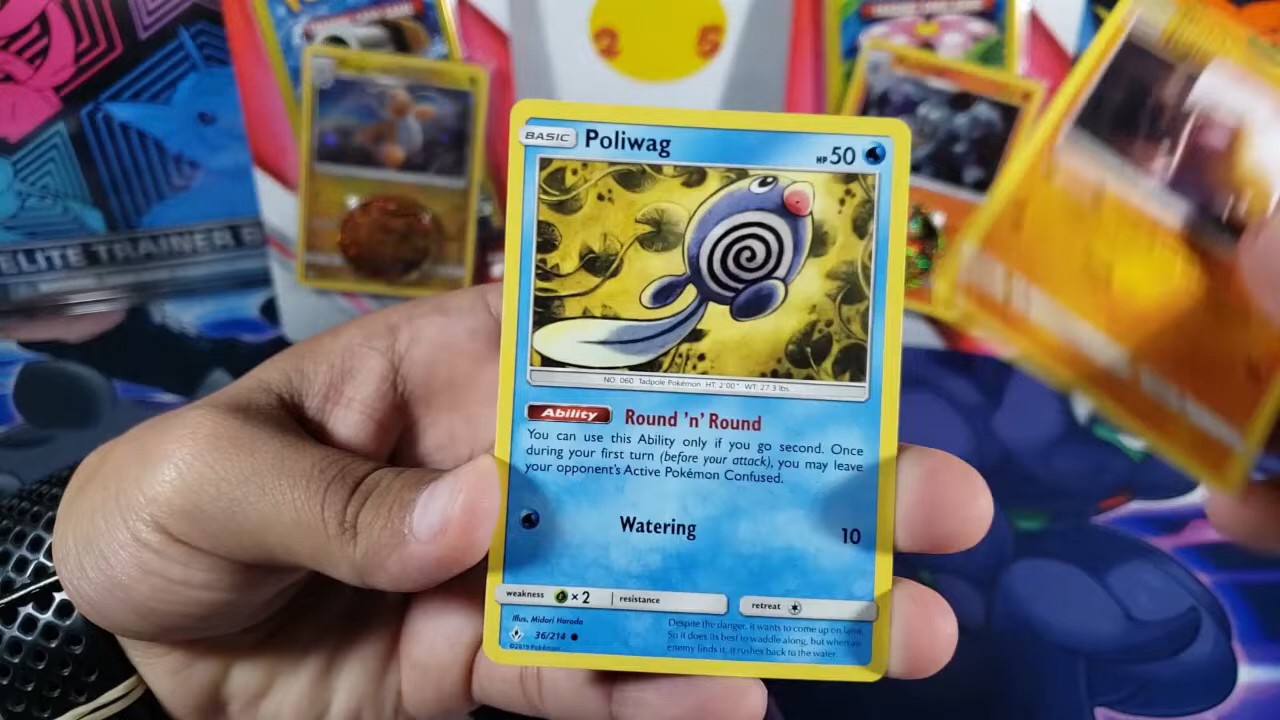 2 5
ELITE TRAINER
BASIC Poliwag HP 50
NO. 060 Tadpole Pokémon HT: 2'00" WT: 27.3 lbs.
Ability Round 'n' Round
You can use this Ability only if you go second. Once
during your first turn (before your attack), you may leave
your opponent's Active Pokémon Confused.
Watering 10
weakness ×2 resistance retreat
Illus. Midori Harada
36/214
©2019 Pokémon
Despite the danger, it wants to come up on land.
So it does its best to waddle along, but when an
enemy finds it, it rushes back to the water.